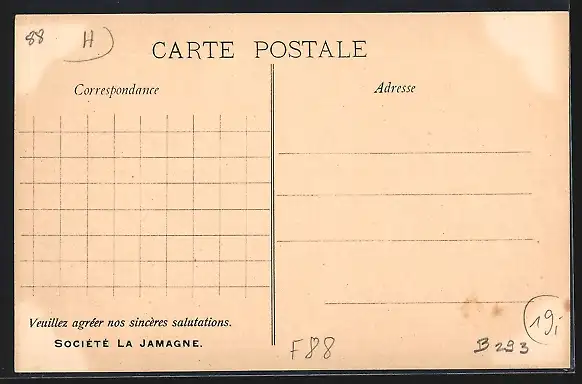 88 H
CARTE POSTALE
Correspondance
Adresse
Veuillez agréer nos sincères salutations.
SOCIÉTÉ LA JAMAGNE.
F88
B293
19,-